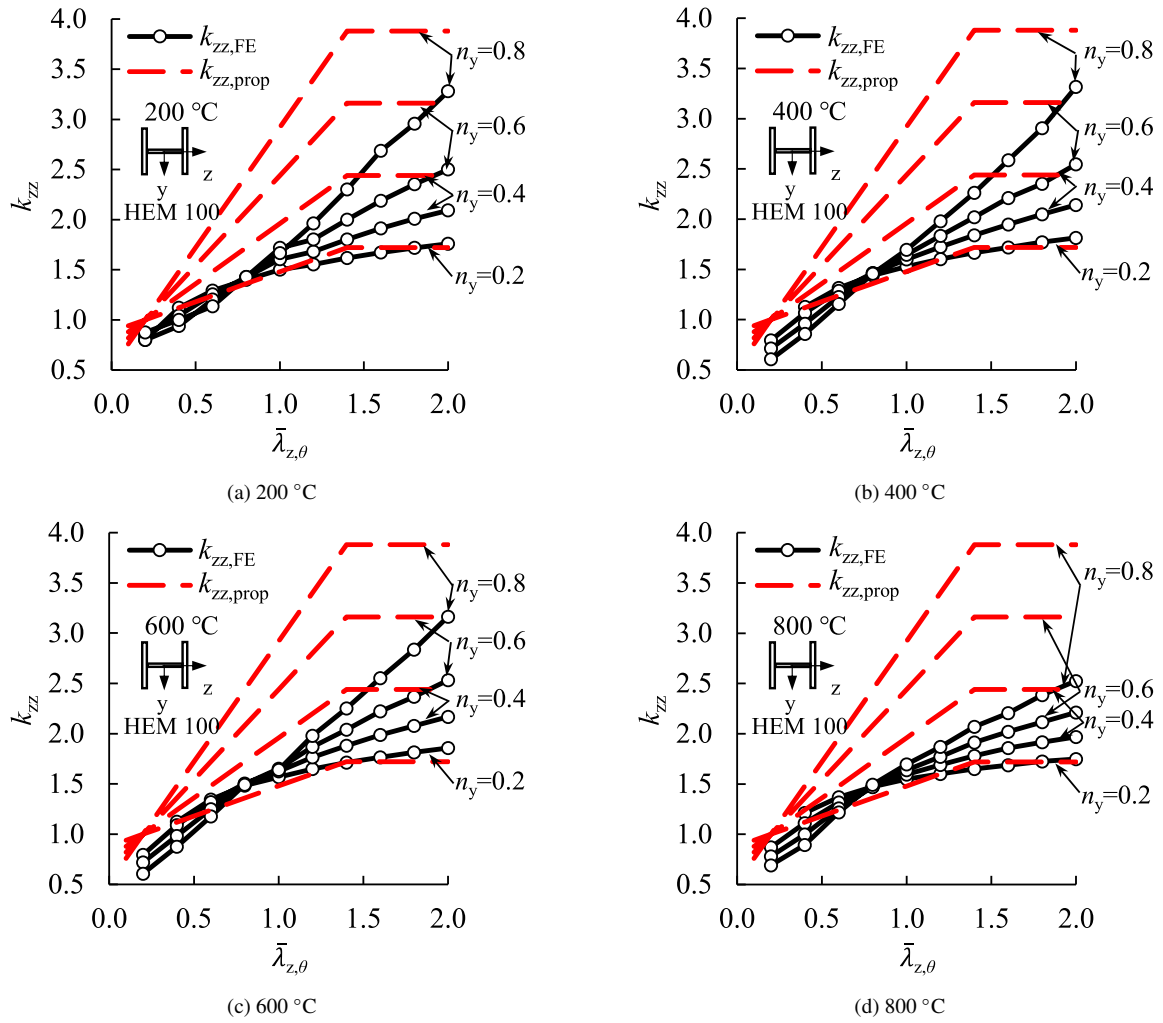 4.0
3.5
3.0
2.5
2.0
1.5
1.0
0.5
k_zz
k_zz,FE
k_zz,prop
200 °C
z
y
HEM 100
n_y=0.8
n_y=0.6
n_y=0.4
n_y=0.2
0.0 0.5 1.0 1.5 2.0
λ̄_z,θ
(a) 200 °C
4.0
3.5
3.0
2.5
2.0
1.5
1.0
0.5
k_zz
k_zz,FE
k_zz,prop
400 °C
z
y
HEM 100
n_y=0.8
n_y=0.6
n_y=0.4
n_y=0.2
0.0 0.5 1.0 1.5 2.0
λ̄_z,θ
(b) 400 °C
4.0
3.5
3.0
2.5
2.0
1.5
1.0
0.5
k_zz
k_zz,FE
k_zz,prop
600 °C
z
y
HEM 100
n_y=0.8
n_y=0.6
n_y=0.4
n_y=0.2
0.0 0.5 1.0 1.5 2.0
λ̄_z,θ
(c) 600 °C
4.0
3.5
3.0
2.5
2.0
1.5
1.0
0.5
k_zz
k_zz,FE
k_zz,prop
800 °C
z
y
HEM 100
n_y=0.8
n_y=0.6
n_y=0.4
n_y=0.2
0.0 0.5 1.0 1.5 2.0
λ̄_z,θ
(d) 800 °C